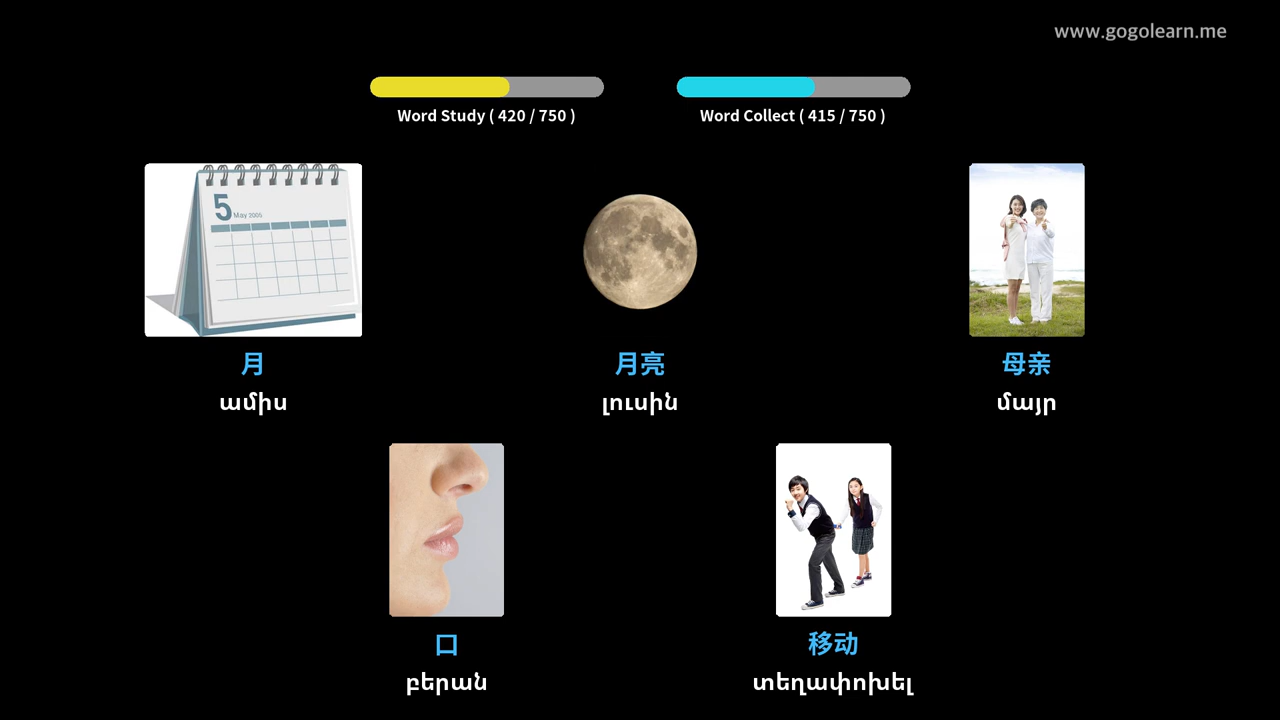 www.gogolearn.me
Word Study ( 420 / 750 )
Word Collect ( 415 / 750 )
5 May 2005
月
ամիս
月亮
լուսին
母亲
մայր
口
բերան
移动
տեղափոխել